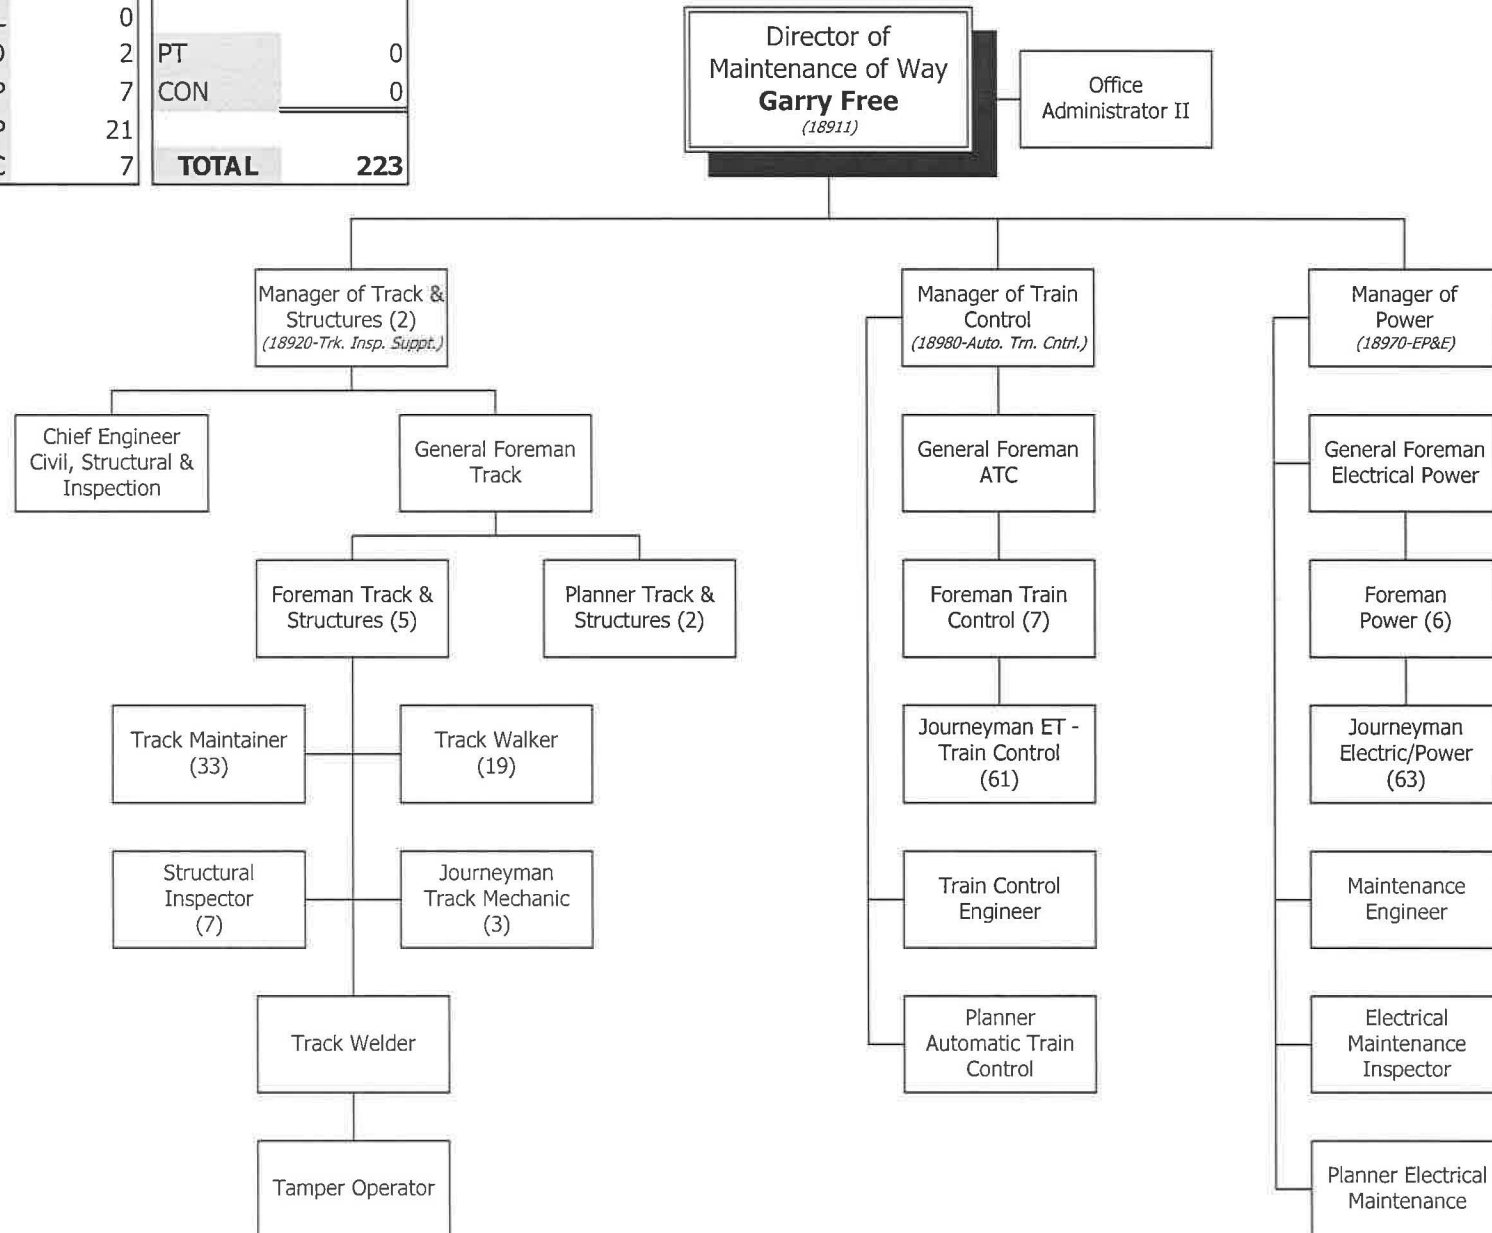 0
2
7
21
7
PT 0
CON 0
TOTAL 223
Director of
Maintenance of Way
Garry Free
(18911)
Office
Administrator II
Manager of Track &
Structures (2)
(18920-Trk. Insp. Suppt.)
Manager of Train
Control
(18980-Auto. Trn. Cntrl.)
Manager of
Power
(18970-EP&E)
Chief Engineer
Civil, Structural &
Inspection
General Foreman
Track
General Foreman
ATC
General Foreman
Electrical Power
Foreman Track &
Structures (5)
Planner Track &
Structures (2)
Foreman Train
Control (7)
Foreman
Power (6)
Track Maintainer
(33)
Track Walker
(19)
Journeyman ET -
Train Control
(61)
Journeyman
Electric/Power
(63)
Structural
Inspector
(7)
Journeyman
Track Mechanic
(3)
Train Control
Engineer
Maintenance
Engineer
Track Welder
Planner
Automatic Train
Control
Electrical
Maintenance
Inspector
Tamper Operator
Planner Electrical
Maintenance